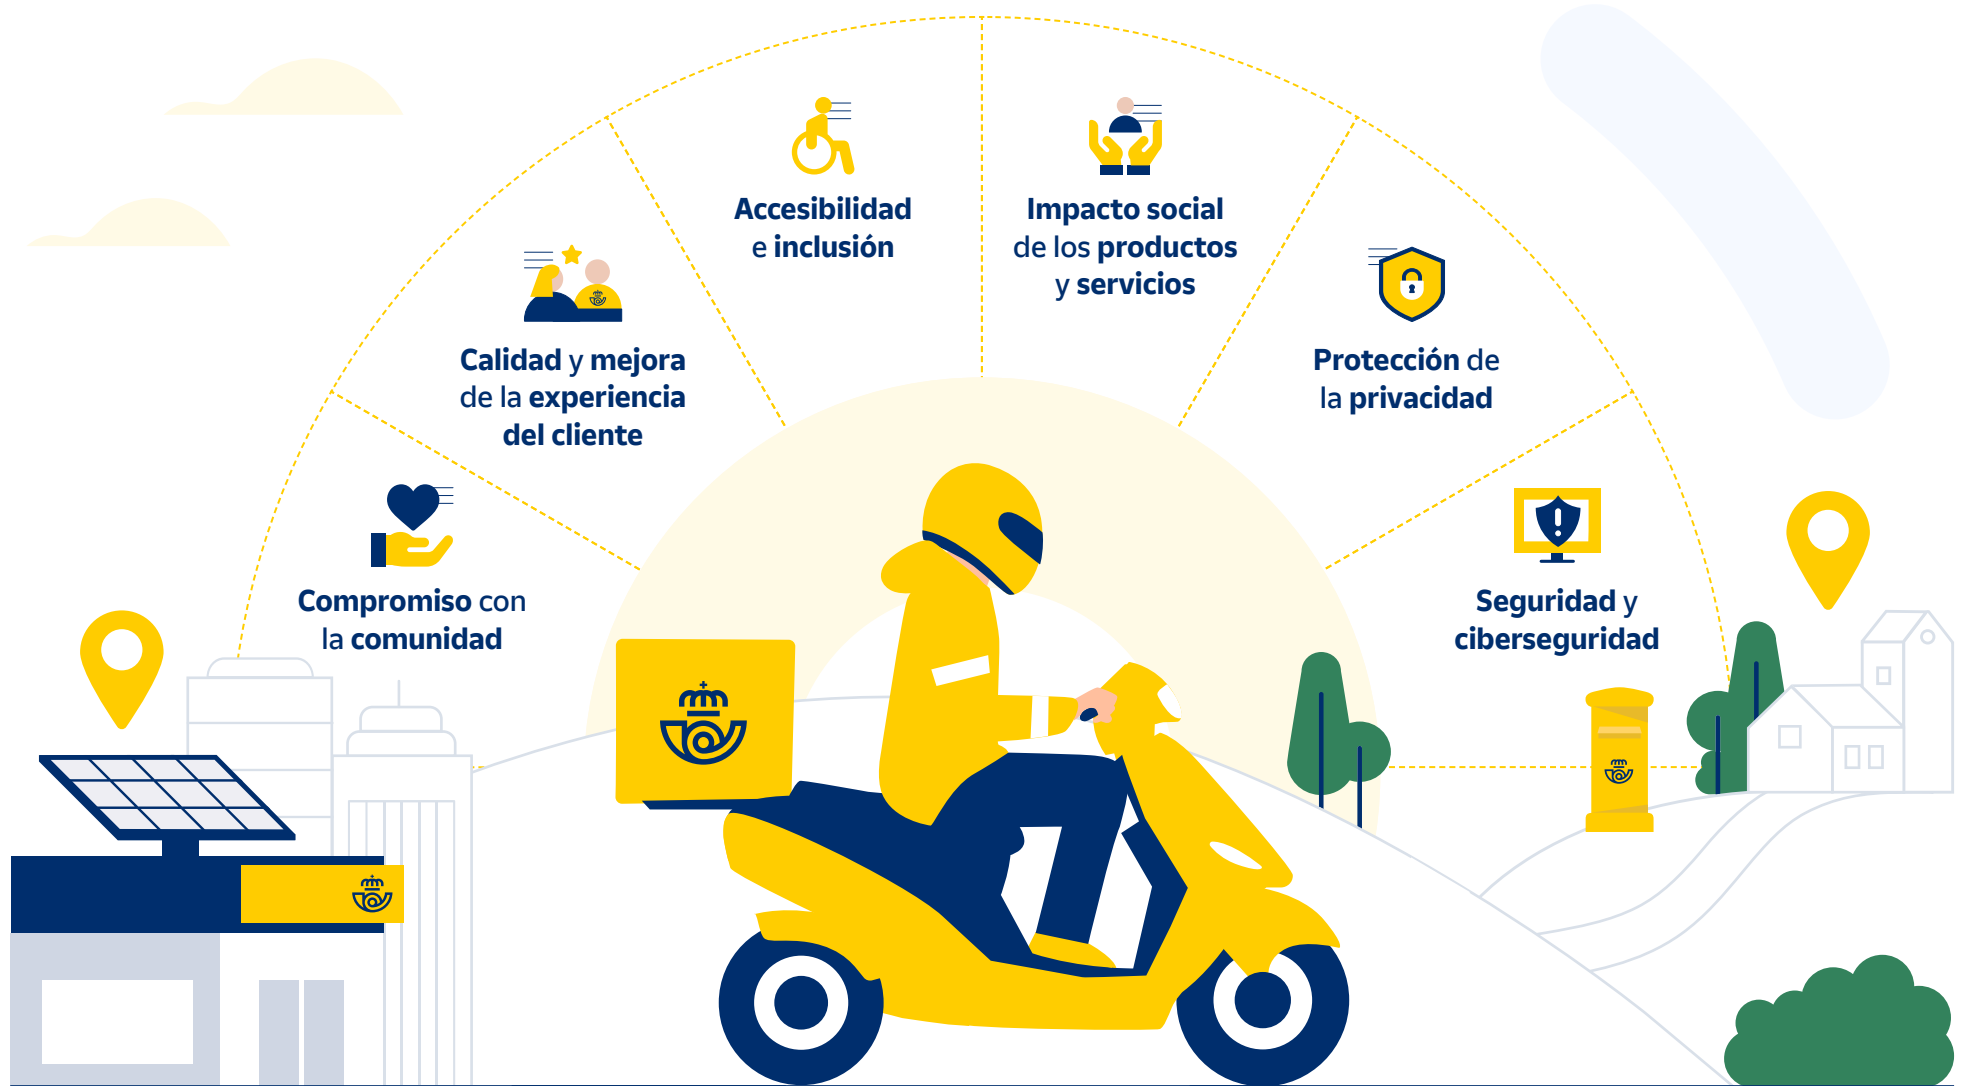 Compromiso con
la comunidad
Calidad y mejora
de la experiencia
del cliente
Accesibilidad
e inclusión
Impacto social
de los productos
y servicios
Protección de
la privacidad
Seguridad y
ciberseguridad